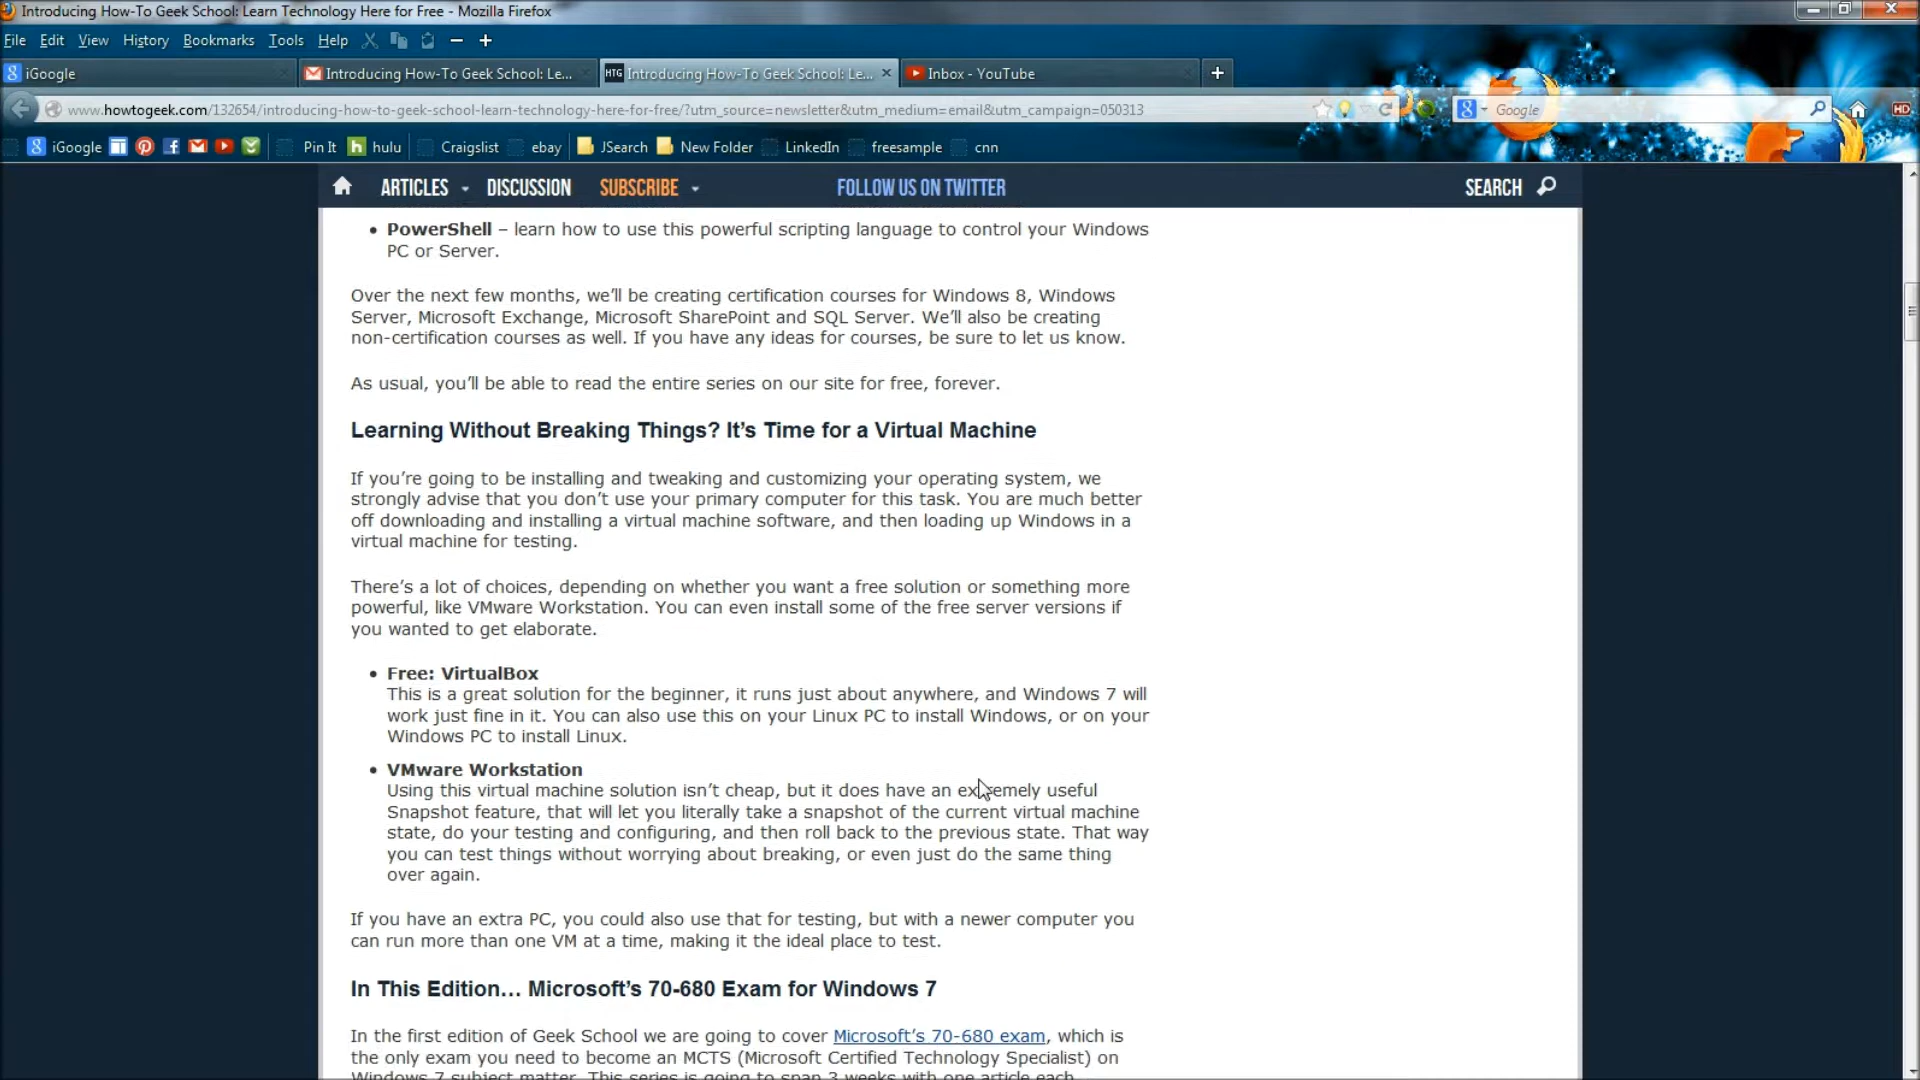 Introducing How-To Geek School: Learn Technology Here for Free - Mozilla Firefox
File Edit View History Bookmarks Tools Help
iGoogle
Introducing How-To Geek School: Le...
HTG Introducing How-To Geek School: Le...
Inbox - YouTube
www.howtogeek.com/132654/introducing-how-to-geek-school-learn-technology-here-for-free/?utm_source=newsletter&utm_medium=email&utm_campaign=050313
Google
HD
iGoogle Pin It hulu Craigslist ebay JSearch New Folder LinkedIn freesample cnn
ARTICLES DISCUSSION SUBSCRIBE FOLLOW US ON TWITTER SEARCH
• PowerShell – learn how to use this powerful scripting language to control your Windows
PC or Server.
Over the next few months, we’ll be creating certification courses for Windows 8, Windows
Server, Microsoft Exchange, Microsoft SharePoint and SQL Server. We’ll also be creating
non-certification courses as well. If you have any ideas for courses, be sure to let us know.
As usual, you’ll be able to read the entire series on our site for free, forever.
Learning Without Breaking Things? It’s Time for a Virtual Machine
If you’re going to be installing and tweaking and customizing your operating system, we
strongly advise that you don’t use your primary computer for this task. You are much better
off downloading and installing a virtual machine software, and then loading up Windows in a
virtual machine for testing.
There’s a lot of choices, depending on whether you want a free solution or something more
powerful, like VMware Workstation. You can even install some of the free server versions if
you wanted to get elaborate.
• Free: VirtualBox
This is a great solution for the beginner, it runs just about anywhere, and Windows 7 will
work just fine in it. You can also use this on your Linux PC to install Windows, or on your
Windows PC to install Linux.
• VMware Workstation
Using this virtual machine solution isn’t cheap, but it does have an extremely useful
Snapshot feature, that will let you literally take a snapshot of the current virtual machine
state, do your testing and configuring, and then roll back to the previous state. That way
you can test things without worrying about breaking, or even just do the same thing
over again.
If you have an extra PC, you could also use that for testing, but with a newer computer you
can run more than one VM at a time, making it the ideal place to test.
In This Edition… Microsoft’s 70-680 Exam for Windows 7
In the first edition of Geek School we are going to cover Microsoft’s 70-680 exam, which is
the only exam you need to become an MCTS (Microsoft Certified Technology Specialist) on
Windows 7 subject matter. This series is going to span 3 weeks with one article each